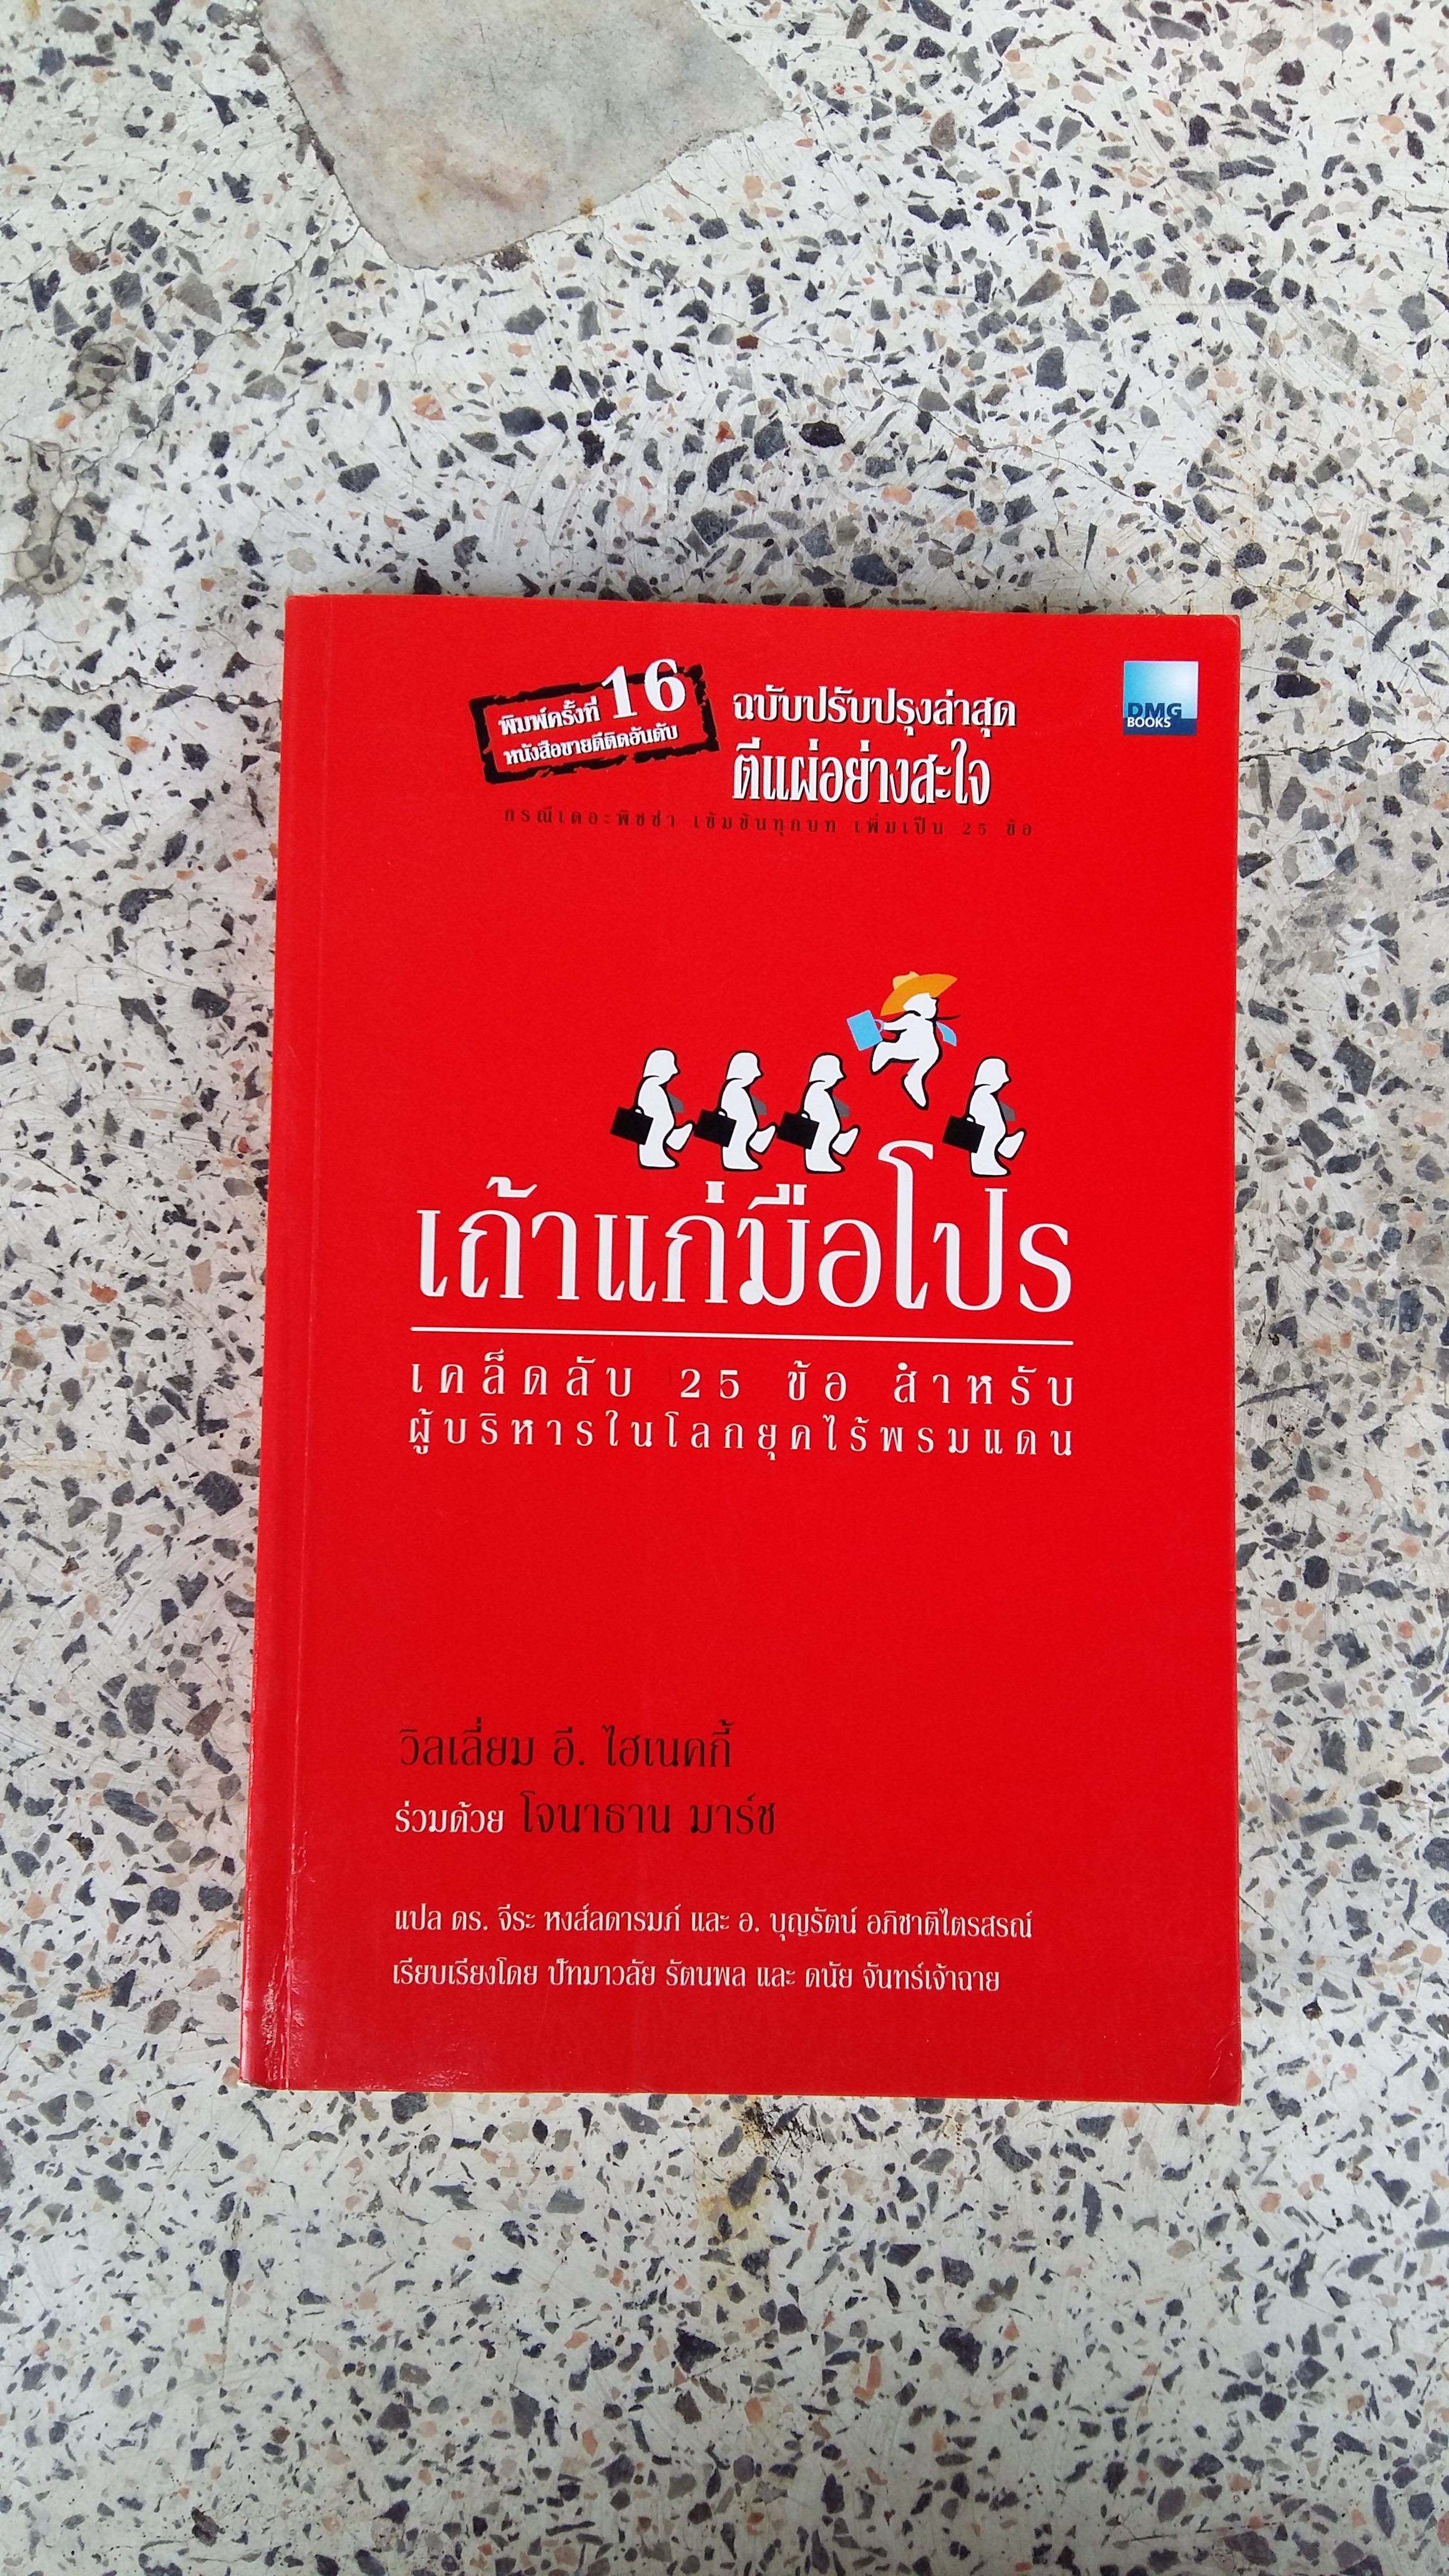 พิมพ์ครั้งที่ 16
หนังสือขายดีติดอันดับ
ฉบับปรับปรุงล่าสุด
ตีแผ่อย่างสะใจ
กรณีเดอะพิซซ่า เข้มข้นทุกบท เพิ่มเป็น 25 ข้อ
DMG
BOOKS
เถ้าแก่มือโปร
เคล็ดลับ 25 ข้อ สำหรับ
ผู้บริหารในโลกยุคไร้พรมแดน
วิลเลี่ยม อี. ไฮเนคกี้
ร่วมด้วย โจนาธาน มาร์ช
แปล ดร. จีระ หงส์ลดารมภ์ และ อ. บุญรัตน์ อภิชาติไตรสรณ์
เรียบเรียงโดย ปัทมาวลัย รัตนพล และ ดนัย จันทร์เจ้าฉาย